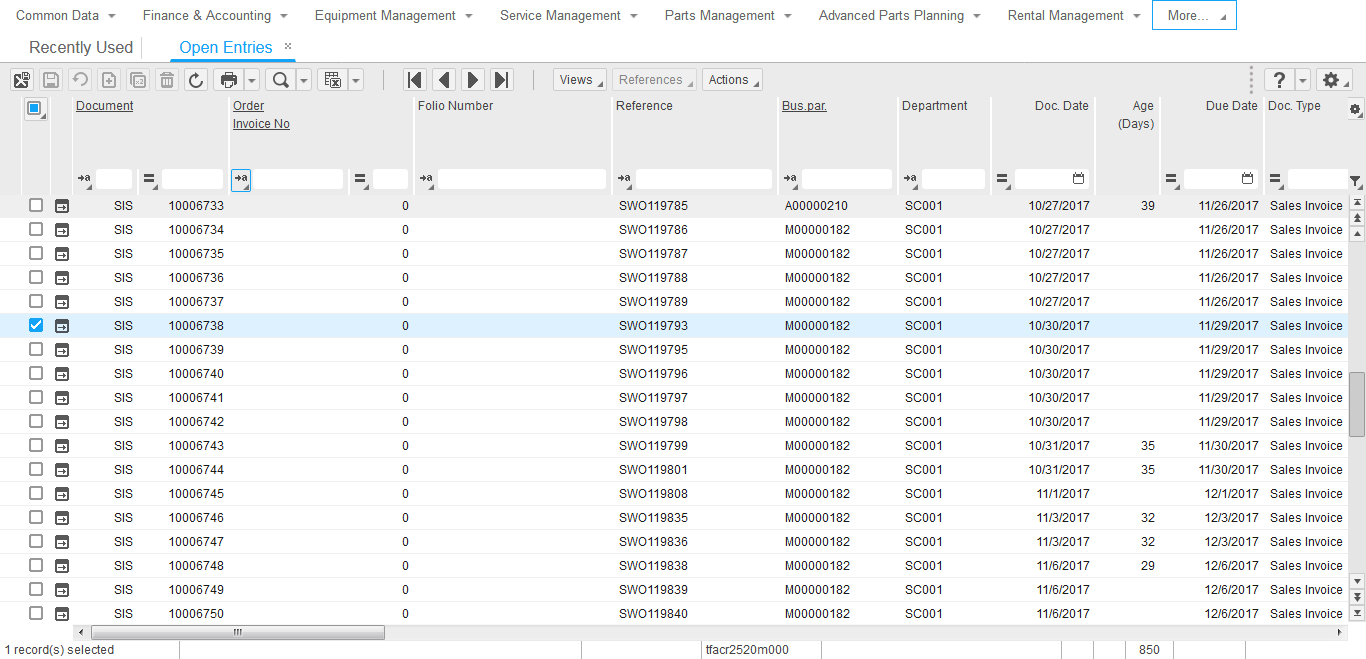 Common Data Finance & Accounting Equipment Management Service Management Parts Management Advanced Parts Planning Rental Management More...
Recently Used Open Entries ×
Views References Actions ?
Document Order Folio Number Reference Bus.par. Department Doc. Date Age Due Date Doc. Type
Invoice No (Days)
SIS 10006733 0 SWO119785 A00000210 SC001 10/27/2017 39 11/26/2017 Sales Invoice
SIS 10006734 0 SWO119786 M00000182 SC001 10/27/2017 11/26/2017 Sales Invoice
SIS 10006735 0 SWO119787 M00000182 SC001 10/27/2017 11/26/2017 Sales Invoice
SIS 10006736 0 SWO119788 M00000182 SC001 10/27/2017 11/26/2017 Sales Invoice
SIS 10006737 0 SWO119789 M00000182 SC001 10/27/2017 11/26/2017 Sales Invoice
SIS 10006738 0 SWO119793 M00000182 SC001 10/30/2017 11/29/2017 Sales Invoice
SIS 10006739 0 SWO119795 M00000182 SC001 10/30/2017 11/29/2017 Sales Invoice
SIS 10006740 0 SWO119796 M00000182 SC001 10/30/2017 11/29/2017 Sales Invoice
SIS 10006741 0 SWO119797 M00000182 SC001 10/30/2017 11/29/2017 Sales Invoice
SIS 10006742 0 SWO119798 M00000182 SC001 10/30/2017 11/29/2017 Sales Invoice
SIS 10006743 0 SWO119799 M00000182 SC001 10/31/2017 35 11/30/2017 Sales Invoice
SIS 10006744 0 SWO119801 M00000182 SC001 10/31/2017 35 11/30/2017 Sales Invoice
SIS 10006745 0 SWO119808 M00000182 SC001 11/1/2017 12/1/2017 Sales Invoice
SIS 10006746 0 SWO119835 M00000182 SC001 11/3/2017 32 12/3/2017 Sales Invoice
SIS 10006747 0 SWO119836 M00000182 SC001 11/3/2017 32 12/3/2017 Sales Invoice
SIS 10006748 0 SWO119838 M00000182 SC001 11/6/2017 29 12/6/2017 Sales Invoice
SIS 10006749 0 SWO119839 M00000182 SC001 11/6/2017 12/6/2017 Sales Invoice
SIS 10006750 0 SWO119840 M00000182 SC001 11/6/2017 12/6/2017 Sales Invoice
1 record(s) selected tfacr2520m000 850